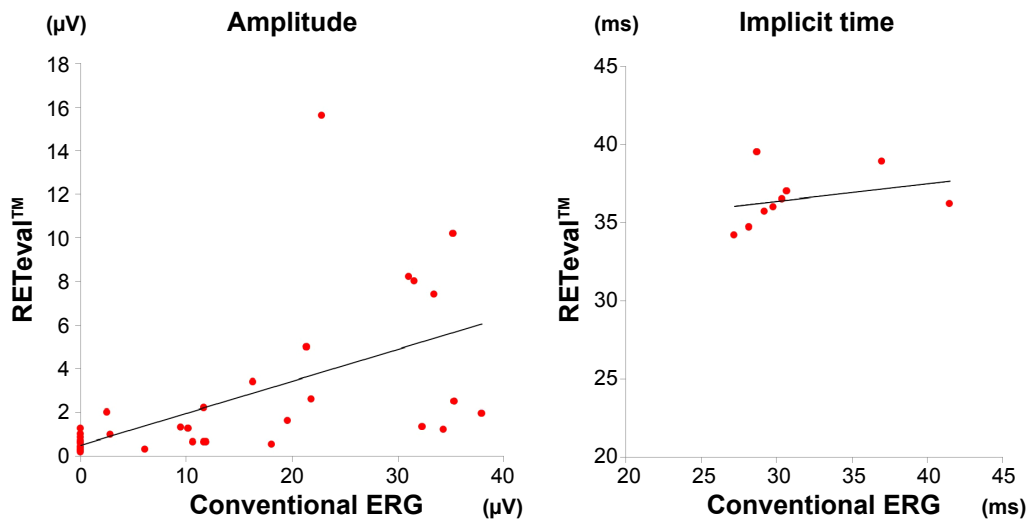 (µV) Amplitude
18
16
14
12
10
8
6
4
2
0
RETeval™
0 10 20 30 40
Conventional ERG (µV)
(ms) Implicit time
45
40
35
30
25
20
RETeval™
20 25 30 35 40 45
Conventional ERG (ms)